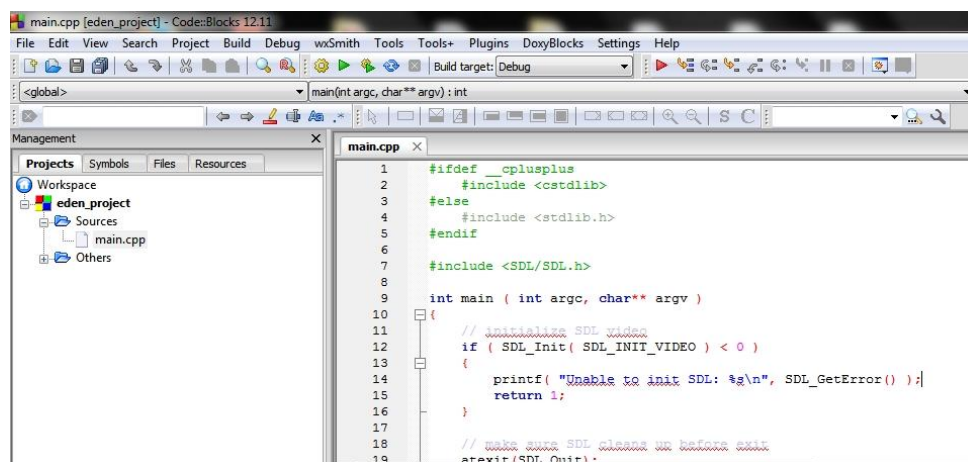 main.cpp [eden_project] - Code::Blocks 12.11
File Edit View Search Project Build Debug wxSmith Tools Tools+ Plugins DoxyBlocks Settings Help
Build target: Debug
<global> main(int argc, char** argv) : int
S C
Management
main.cpp
Projects Symbols Files Resources
Workspace
eden_project
Sources
main.cpp
Others
1 #ifdef __cplusplus
2 #include <cstdlib>
3 #else
4 #include <stdlib.h>
5 #endif
6
7 #include <SDL/SDL.h>
8
9 int main ( int argc, char** argv )
10 {
11 // initialize SDL video
12 if ( SDL_Init( SDL_INIT_VIDEO ) < 0 )
13 {
14 printf( "Unable to init SDL: %s\n", SDL_GetError() );
15 return 1;
16 }
17
18 // make sure SDL cleans up before exit
19 atexit(SDL_Quit);